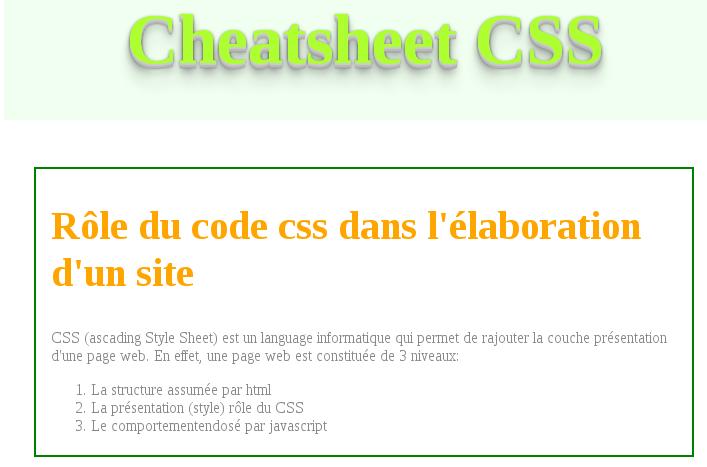 Cheatsheet CSS
Rôle du code css dans l'élaboration
d'un site
CSS (ascading Style Sheet) est un language informatique qui permet de rajouter la couche présentation
d'une page web. En effet, une page web est constituée de 3 niveaux:
1. La structure assumée par html
2. La présentation (style) rôle du CSS
3. Le comportementendosé par javascript